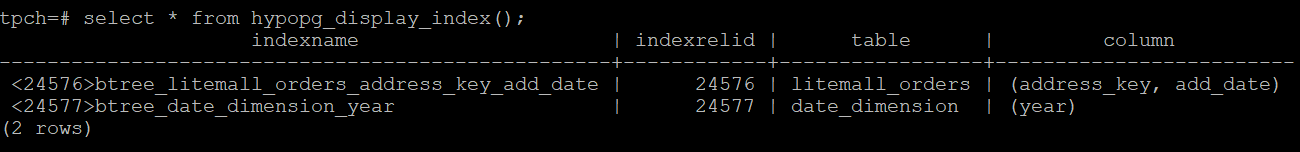 tpch=# select * from hypopg_display_index();
indexname | indexrelid | table | column
----------------------------------------------------+------------+-----------------+-------------------------
<24576>btree_litemall_orders_address_key_add_date | 24576 | litemall_orders | (address_key, add_date)
<24577>btree_date_dimension_year | 24577 | date_dimension | (year)
(2 rows)